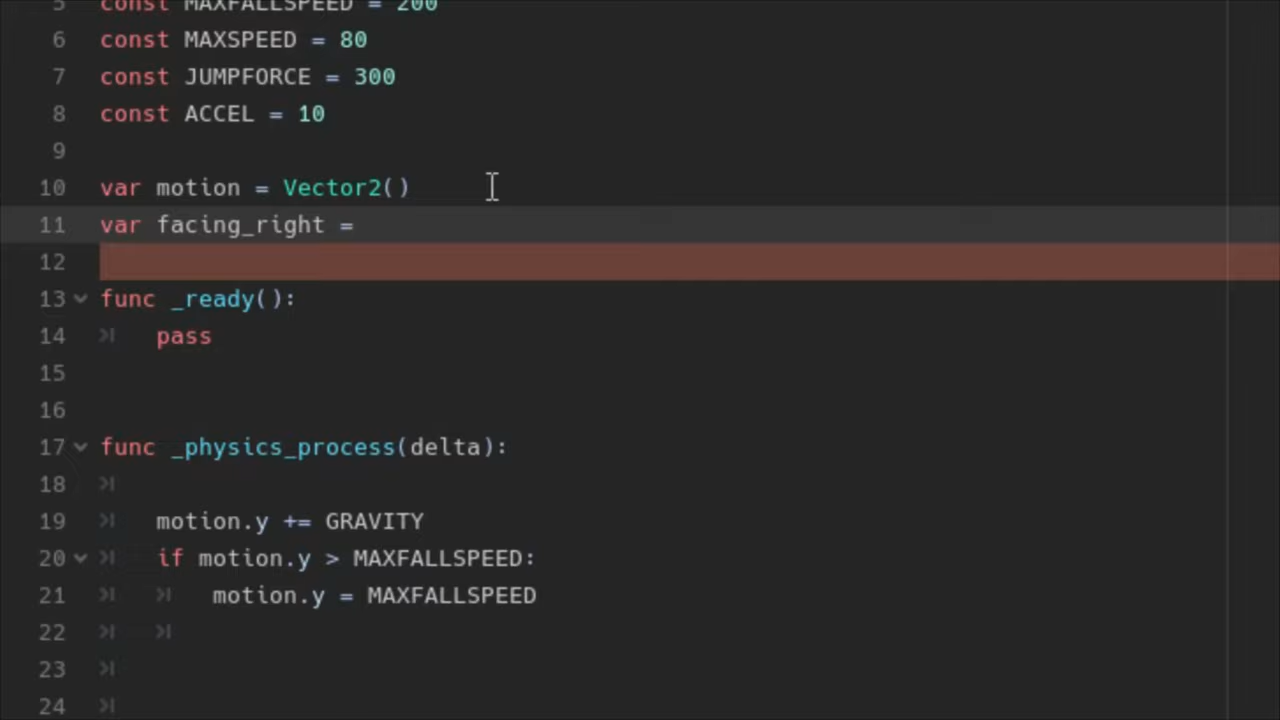 5 const MAXFALLSPEED = 200
6 const MAXSPEED = 80
7 const JUMPFORCE = 300
8 const ACCEL = 10
9
10 var motion = Vector2()
11 var facing_right =
12
13 func _ready():
14 pass
15
16
17 func _physics_process(delta):
18
19 motion.y += GRAVITY
20 if motion.y > MAXFALLSPEED:
21 motion.y = MAXFALLSPEED
22
23
24